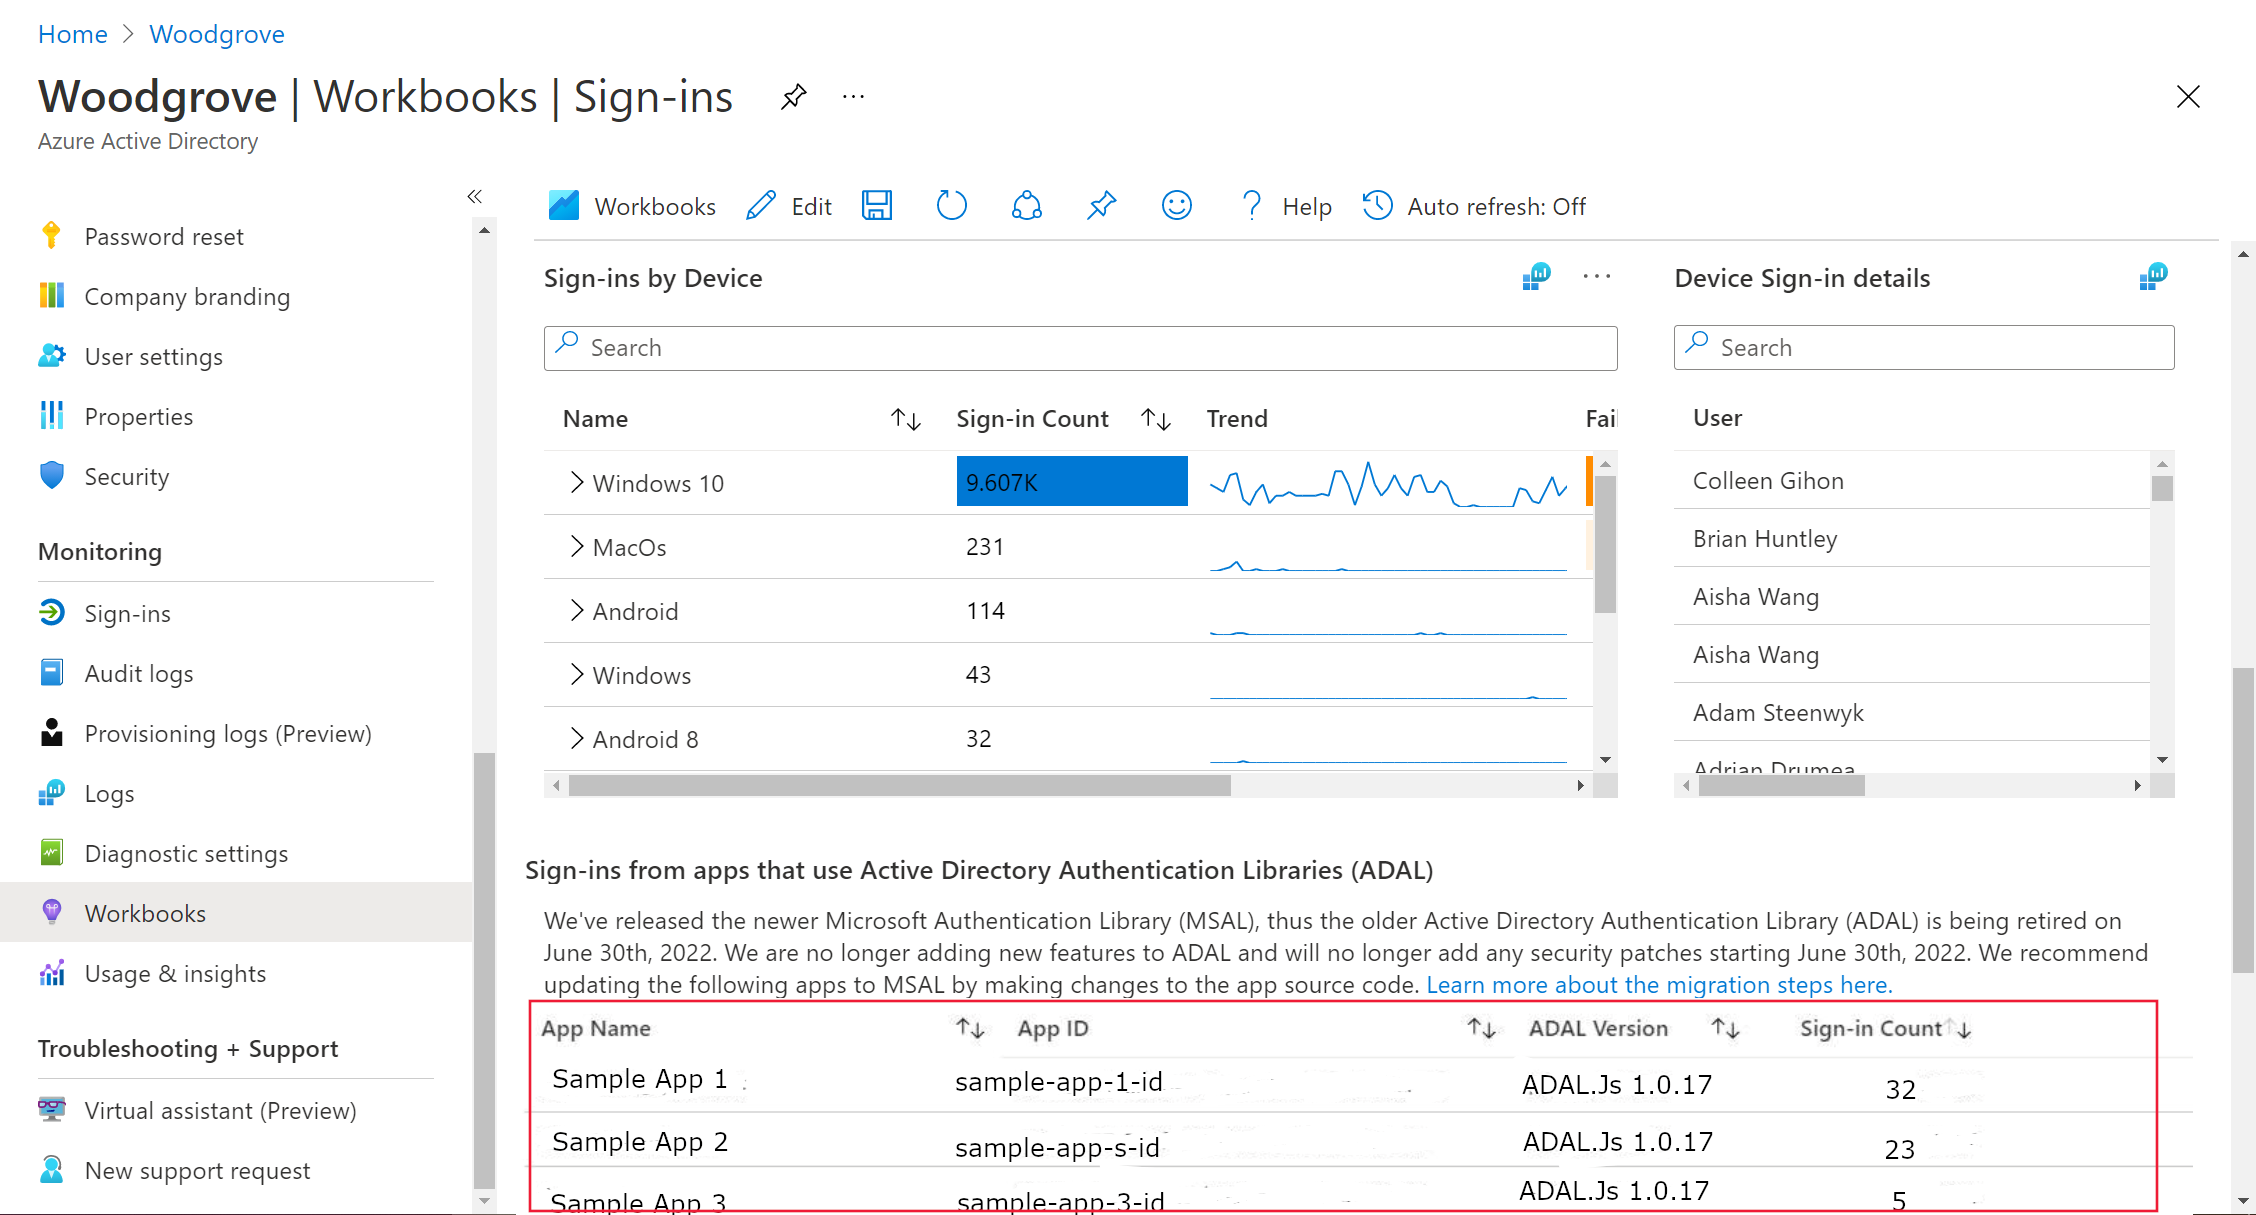 Home > Woodgrove
Woodgrove | Workbooks | Sign-ins ...
Azure Active Directory
Password reset
Company branding
User settings
Properties
Security
Monitoring
Sign-ins
Audit logs
Provisioning logs (Preview)
Logs
Diagnostic settings
Workbooks
Usage & insights
Troubleshooting + Support
Virtual assistant (Preview)
New support request
Workbooks Edit Help Auto refresh: Off
Sign-ins by Device
Search
Name Sign-in Count Trend Fai
Windows 10 9.607K
MacOs 231
Android 114
Windows 43
Android 8 32
Device Sign-in details
Search
User
Colleen Gihon
Brian Huntley
Aisha Wang
Aisha Wang
Adam Steenwyk
Adrian Drumea
Sign-ins from apps that use Active Directory Authentication Libraries (ADAL)
We've released the newer Microsoft Authentication Library (MSAL), thus the older Active Directory Authentication Library (ADAL) is being retired on
June 30th, 2022. We are no longer adding new features to ADAL and will no longer add any security patches starting June 30th, 2022. We recommend
updating the following apps to MSAL by making changes to the app source code. Learn more about the migration steps here.
App Name App ID ADAL Version Sign-in Count
Sample App 1 sample-app-1-id ADAL.Js 1.0.17 32
Sample App 2 sample-app-s-id ADAL.Js 1.0.17 23
Sample App 3 sample-app-3-id ADAL.Js 1.0.17 5